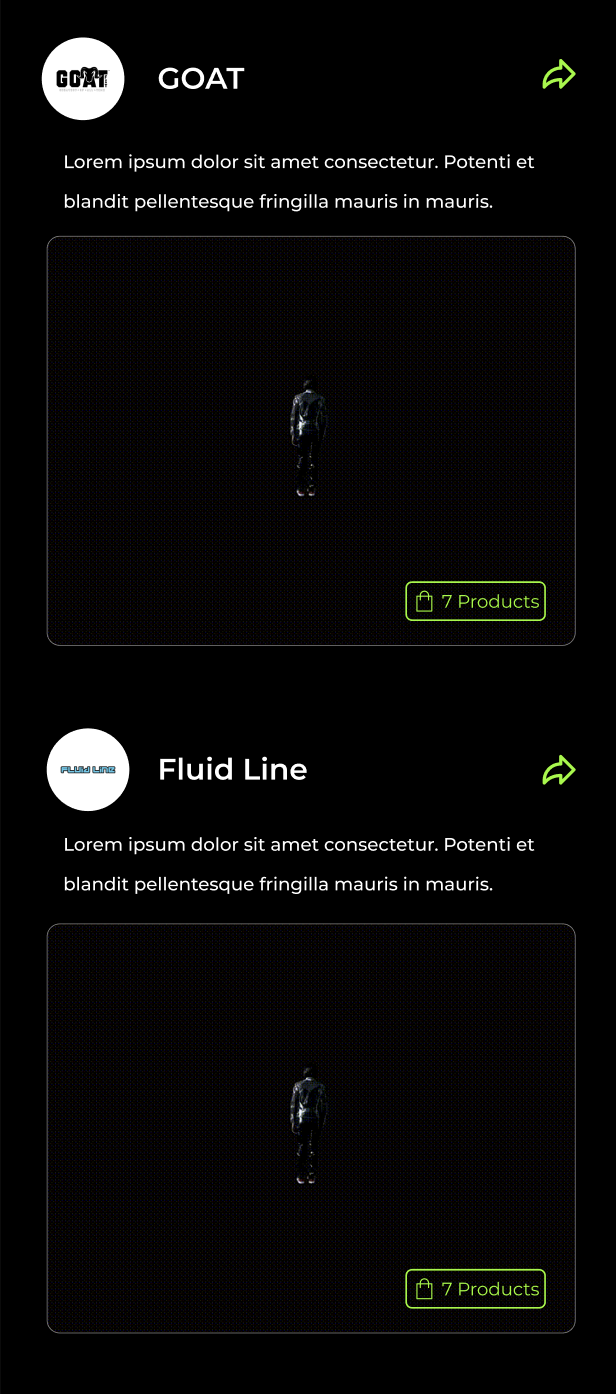 GOAT
GOAT
Lorem ipsum dolor sit amet consectetur. Potenti et
blandit pellentesque fringilla mauris in mauris.
7 Products
FLUID LINE
Fluid Line
Lorem ipsum dolor sit amet consectetur. Potenti et
blandit pellentesque fringilla mauris in mauris.
7 Products